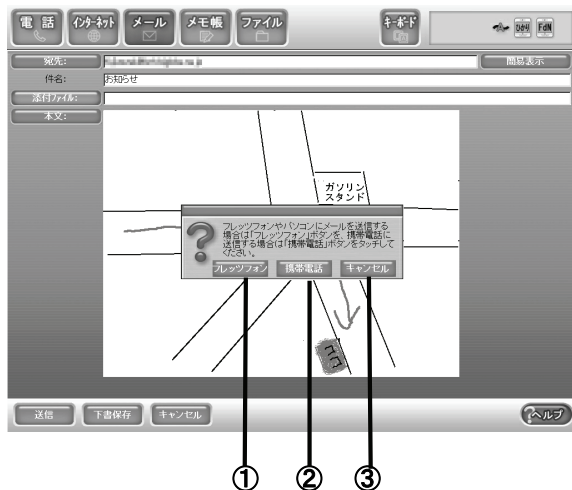 電話 インターネット メール メモ帳 ファイル キーボード ひかり FdN
宛先: 簡易表示
件名: お知らせ
添付ファイル:
本文:
ガソリン
スタンド
フレッツフォンやパソコンにメールを送信する
場合は「フレッツフォン」ボタンを、携帯電話に
送信する場合は「携帯電話」ボタンをタッチして
ください。
フレッツフォン 携帯電話 キャンセル
ココ
送信 下書保存 キャンセル ヘルプ
① ② ③